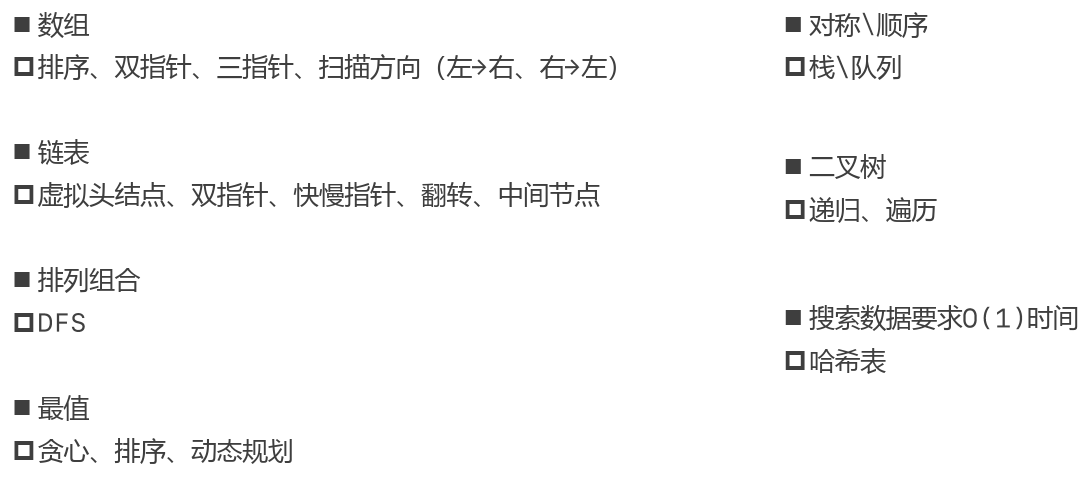 ■ 数组
□排序、双指针、三指针、扫描方向（左→右、右→左）
■ 链表
□虚拟头结点、双指针、快慢指针、翻转、中间节点
■ 排列组合
□DFS
■ 最值
□贪心、排序、动态规划
■ 对称\顺序
□栈\队列
■ 二叉树
□递归、遍历
■ 搜索数据要求O(1)时间
□哈希表